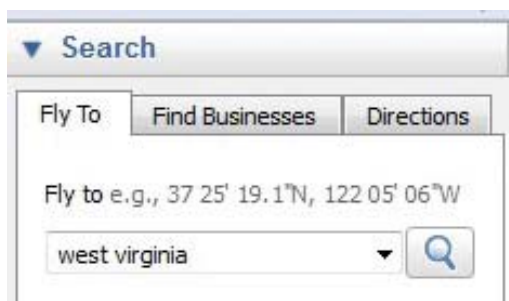 Search
Fly To Find Businesses Directions
Fly to e.g., 37 25' 19.1"N, 122 05' 06"W
west virginia